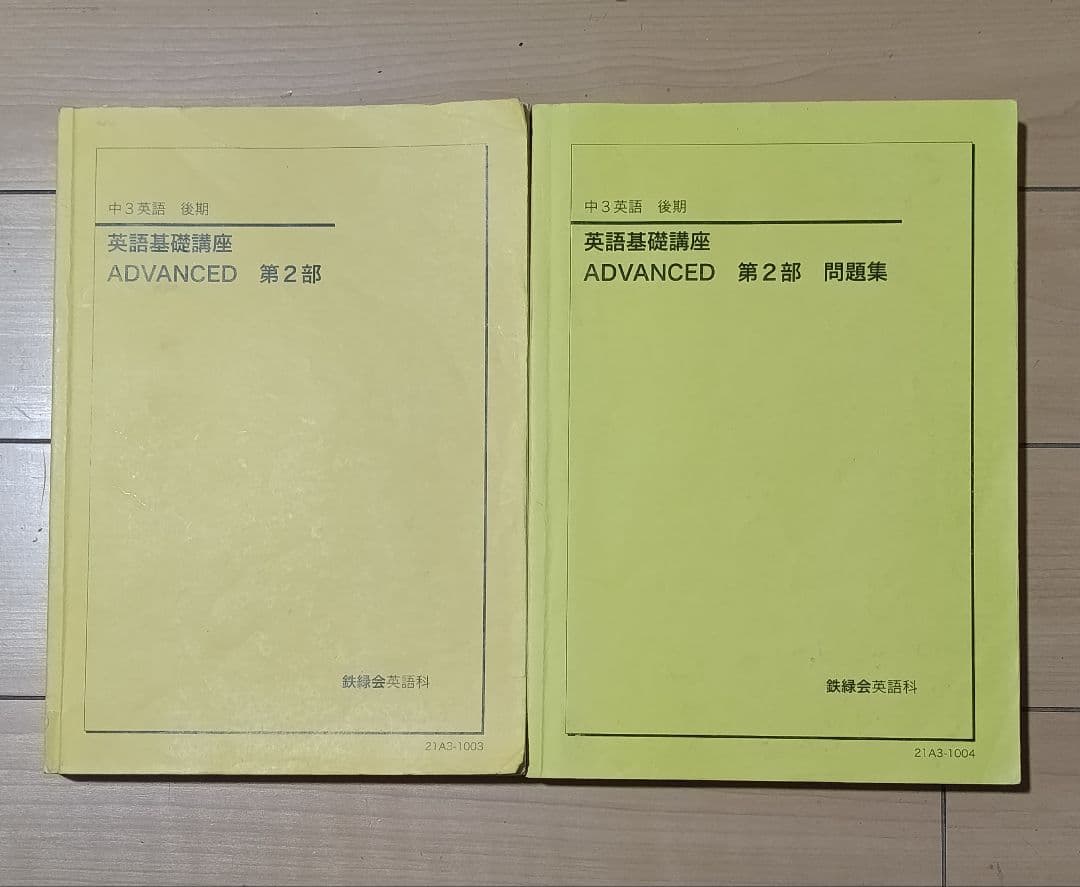 中3英語 後期
英語基礎講座
ADVANCED 第2部
鉄緑会英語科
21A3-1003
中3英語 後期
英語基礎講座
ADVANCED 第2部 問題集
鉄緑会英語科
21A3-1004